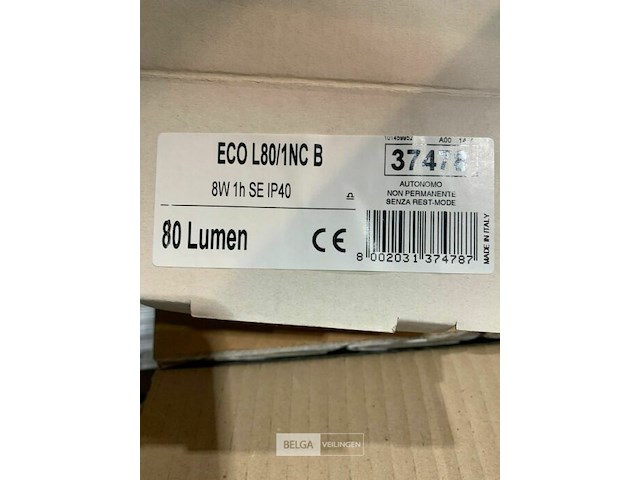 ECO L80/1NC B
8W 1h SE IP40
80 Lumen
CE
A00
37478
AUTONOMO
NON PERMANENTE
SENZA REST-MODE
8 002031 374787
MADE IN ITALY
BELGA VEILINGEN